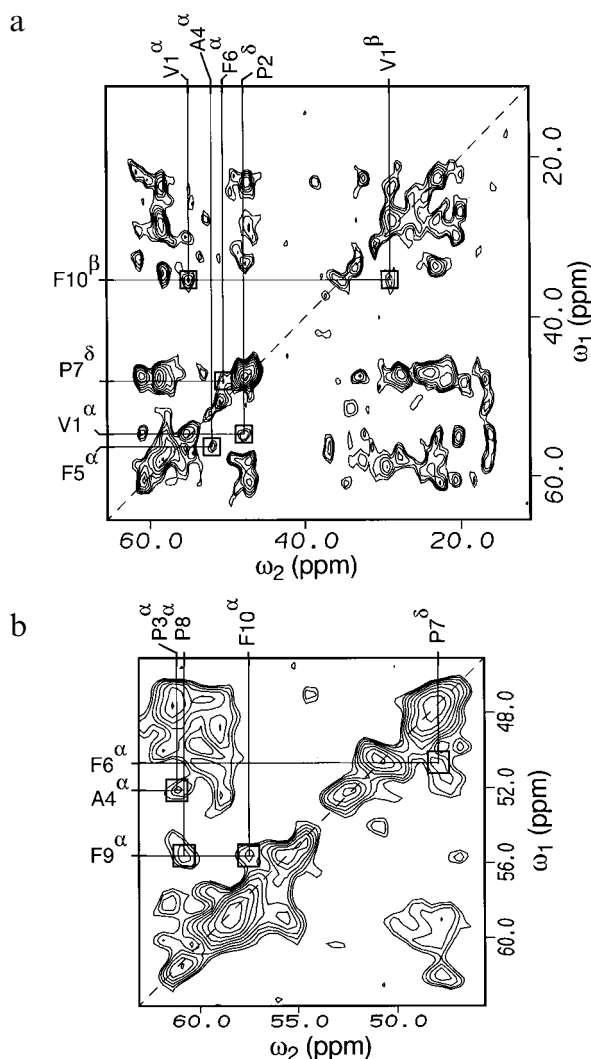 a
V1α
A4α
F6α
P2δ
V1β
F10β
P7δ
V1α
F5α
20.0
40.0
60.0
ω1 (ppm)
60.0
40.0
20.0
ω2 (ppm)
b
P3α
P8α
F10α
P7δ
F6α
A4α
F9α
48.0
52.0
56.0
60.0
ω1 (ppm)
60.0
55.0
50.0
ω2 (ppm)